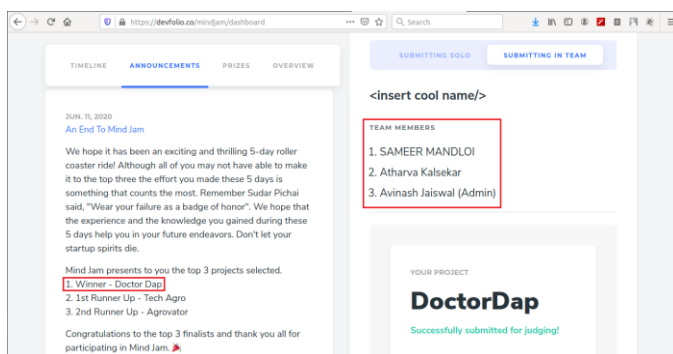 https://devfolio.co/mindjam/dashboard
Search
TIMELINE
ANNOUNCEMENTS
PRIZES
OVERVIEW
JUN. 11, 2020
An End To Mind Jam
We hope it has been an exciting and thrilling 5-day roller
coaster ride! Although all of you may not have able to make
it to the top three the effort you made these 5 days is
something that counts the most. Remember Sudar Pichai
said, "Wear your failure as a badge of honor". We hope that
the experience and the knowledge you gained during these
5 days help you in your future endeavors. Don't let your
startup spirits die.
Mind Jam presents to you the top 3 projects selected.
1. Winner - Doctor Dap
2. 1st Runner Up - Tech Agro
3. 2nd Runner Up - Agrovator
Congratulations to the top 3 finalists and thank you all for
participating in Mind Jam. 🎉
SUBMITTING SOLO
SUBMITTING IN TEAM
<insert cool name/>
TEAM MEMBERS
1. SAMEER MANDLOI
2. Atharva Kalsekar
3. Avinash Jaiswal (Admin)
YOUR PROJECT
DoctorDap
Successfully submitted for judging!